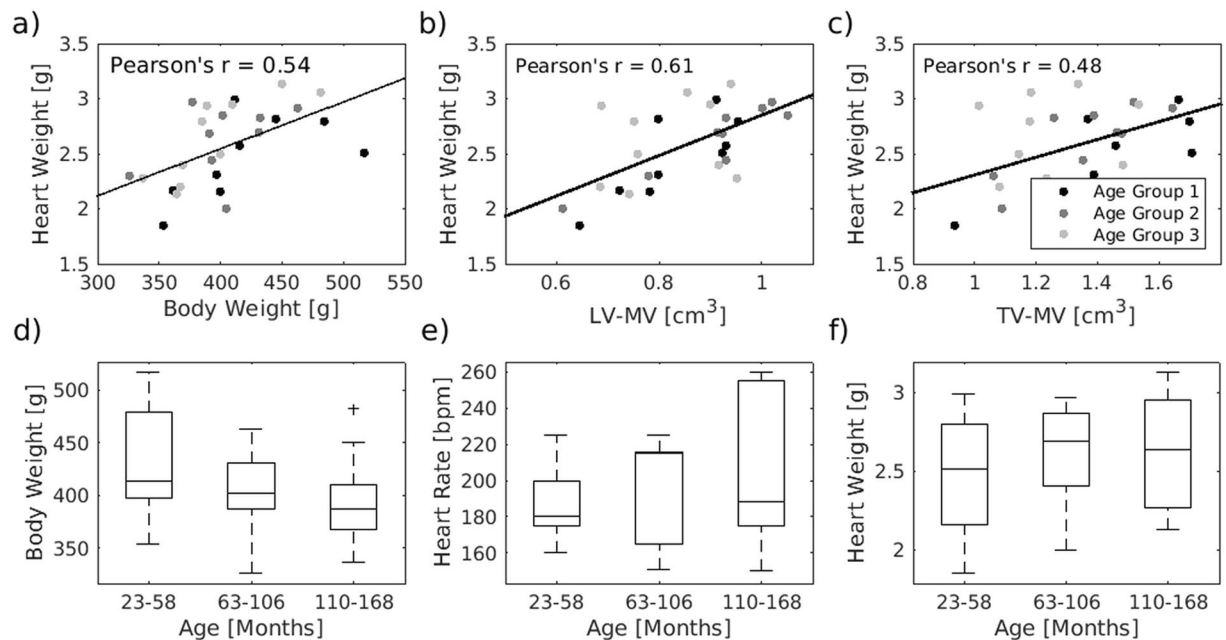 a)
Pearson's r = 0.54
Heart Weight [g]
3.5
3
2.5
2
1.5
300 350 400 450 500 550
Body Weight [g]
b)
Pearson's r = 0.61
Heart Weight [g]
3.5
3
2.5
2
1.5
0.4 0.6 0.8 1
LV-MV [cm³]
c)
Pearson's r = 0.48
Heart Weight [g]
3.5
3
2.5
2
1.5
Age Group 1
Age Group 2
Age Group 3
0.8 1 1.2 1.4 1.6
TV-MV [cm³]
d)
Body Weight [g]
500
450
400
350
23-58 63-106 110-168
Age [Months]
e)
Heart Rate [bpm]
260
240
220
200
180
160
23-58 63-106 110-168
Age [Months]
f)
Heart Weight [g]
3
2.5
2
23-58 63-106 110-168
Age [Months]